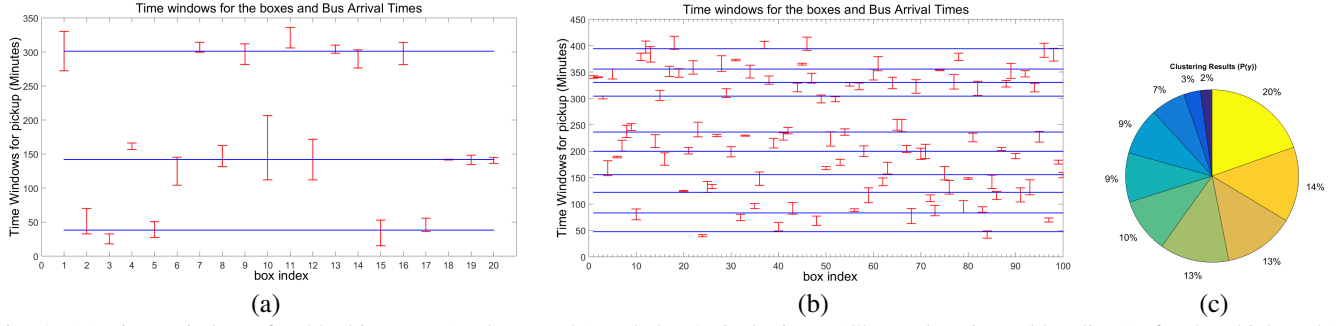 Time windows for the boxes and Bus Arrival Times
Time Windows for pickup (Minutes)
350
300
250
200
150
100
50
0
0 1 2 3 4 5 6 7 8 9 10 11 12 13 14 15 16 17 18 19 20
box index
(a)
Time windows for the boxes and Bus Arrival Times
Time Windows for pickup (Minutes)
450
400
350
300
250
200
150
100
50
0
0 10 20 30 40 50 60 70 80 90 100
box index
(b)
Clustering Results (P(y))
2%
3%
7%
9%
9%
10%
13%
13%
14%
20%
(c)